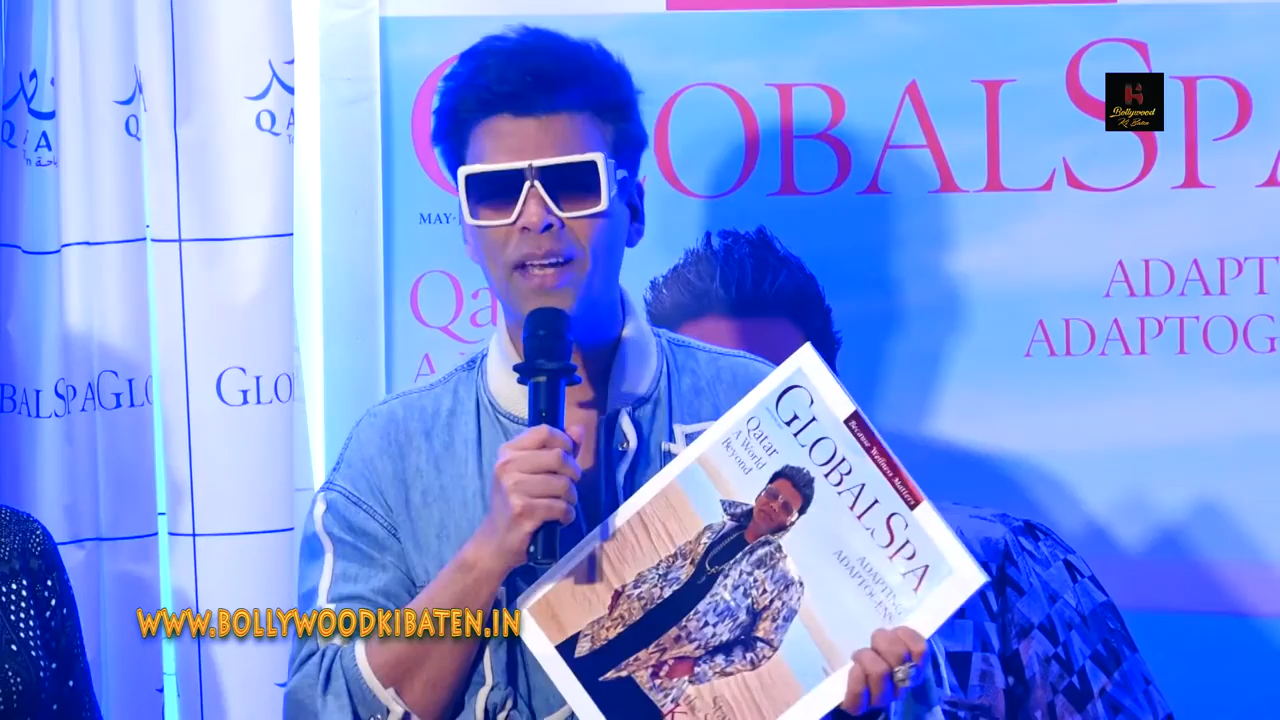 GLOBALSPA
MAY-
Qa
ADAPT
ADAPTOG
Bollywood
Ki Baten
QA
GLO
BALSPAGLO
Because Wellness Matters
GLOBALSPA
Qatar
A World
Beyond
ADAPTING
ADAPTOGENS
WWW.BOLLYWOODKIBATEN.IN